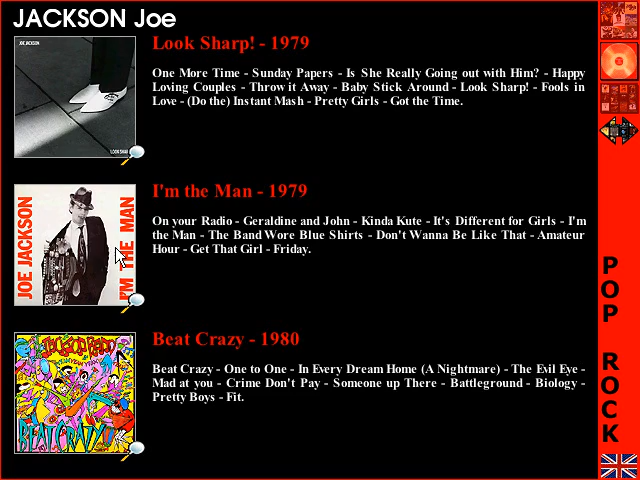 JACKSON Joe
Look Sharp! - 1979
One More Time - Sunday Papers - Is She Really Going out with Him? - Happy
Loving Couples - Throw it Away - Baby Stick Around - Look Sharp! - Fools in
Love - (Do the) Instant Mash - Pretty Girls - Got the Time.
JOE JACKSON
LOOK SHARP
I'm the Man - 1979
On your Radio - Geraldine and John - Kinda Kute - It's Different for Girls - I'm
the Man - The Band Wore Blue Shirts - Don't Wanna Be Like That - Amateur
Hour - Get That Girl - Friday.
JOE JACKSON
I'M THE MAN
Beat Crazy - 1980
Beat Crazy - One to One - In Every Dream Home (A Nightmare) - The Evil Eye -
Mad at you - Crime Don't Pay - Someone up There - Battleground - Biology -
Pretty Boys - Fit.
BEAT CRAZY
POP
ROCK